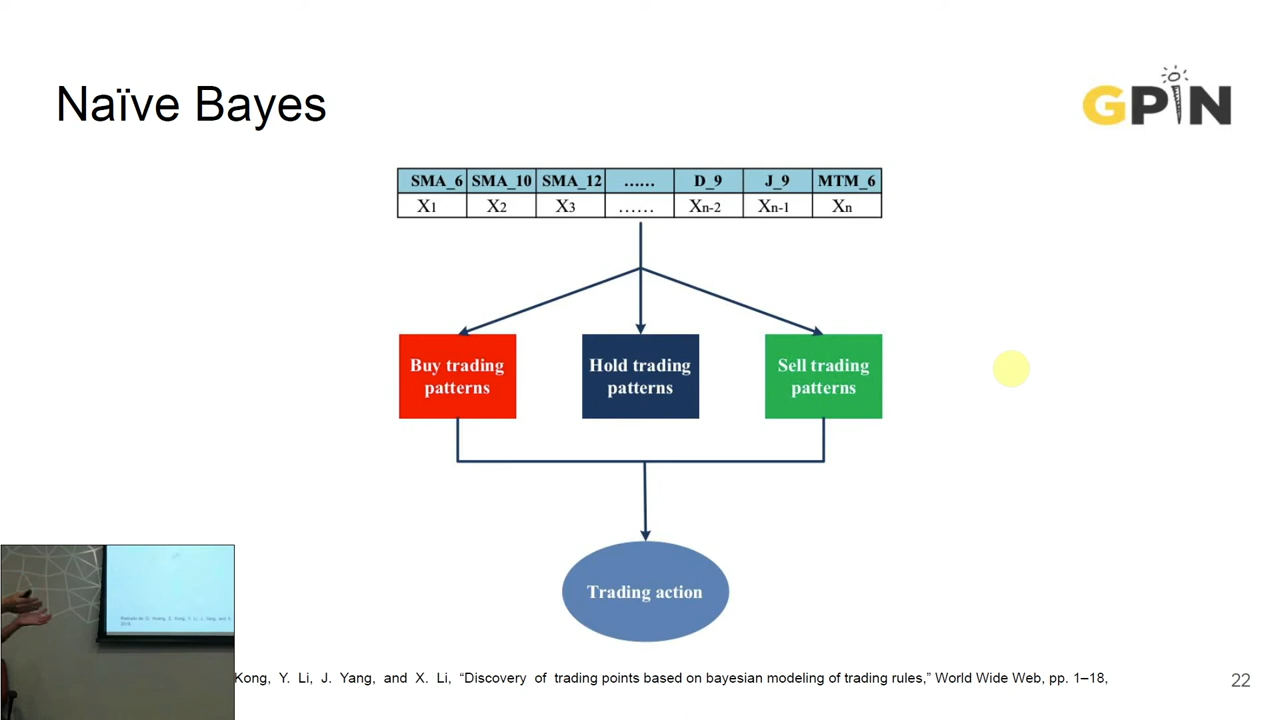 Naïve Bayes
GPiN
SMA_6 SMA_10 SMA_12 ...... D_9 J_9 MTM_6
X1 X2 X3 ...... Xn-2 Xn-1 Xn
Buy trading
patterns
Hold trading
patterns
Sell trading
patterns
Trading action
Kong, Y. Li, J. Yang, and X. Li, “Discovery of trading points based on bayesian modeling of trading rules,” World Wide Web, pp. 1–18,
22